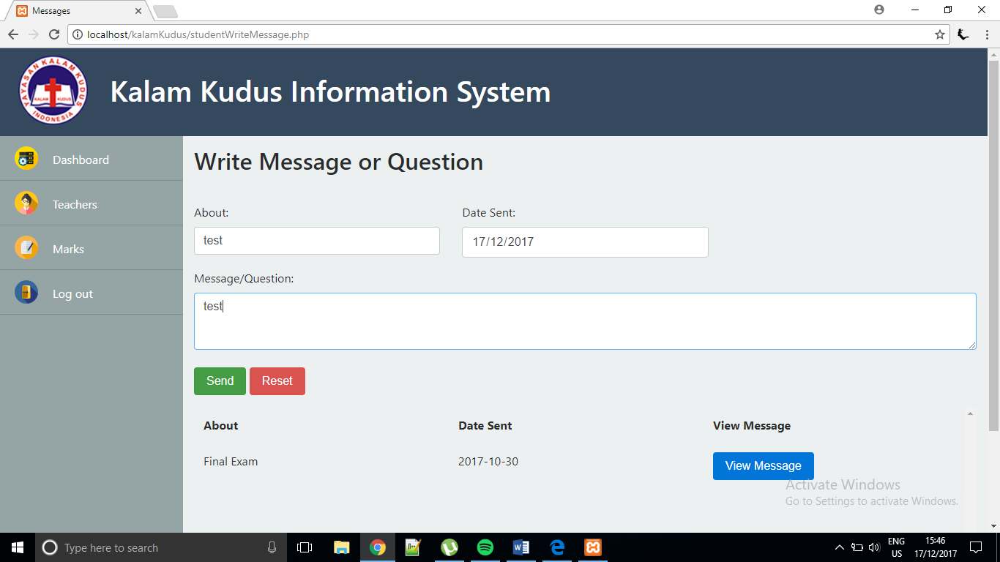 Messages
localhost/kalamKudus/studentWriteMessage.php
YAYASAN KALAM KUDUS
KALAM KUDUS
INDONESIA
Kalam Kudus Information System
Dashboard
Teachers
Marks
Log out
Write Message or Question
About:
Date Sent:
test
17/12/2017
Message/Question:
test
Send
Reset
About
Date Sent
View Message
Final Exam
2017-10-30
View Message
Activate Windows
Go to Settings to activate Windows.
Type here to search
ENG
US
15:46
17/12/2017